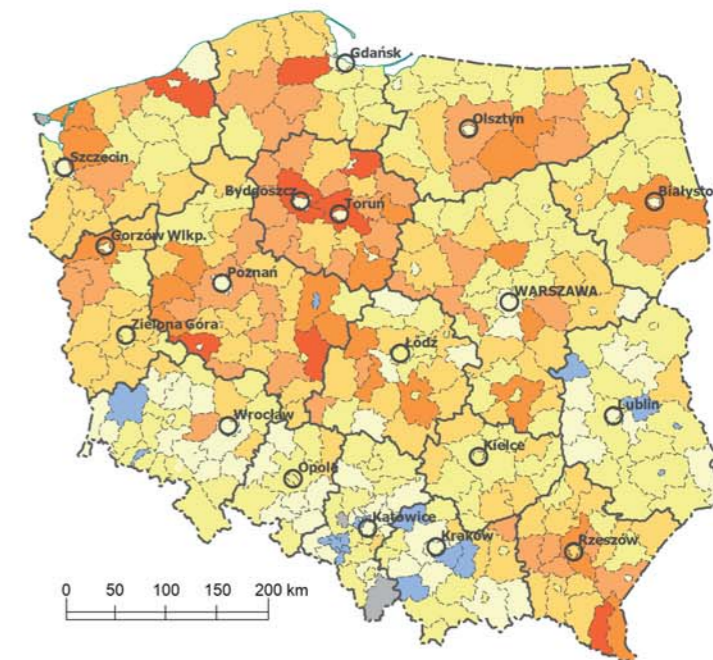 Gdańsk
Olsztyn
Szczecin
Bydgoszcz
Toruń
Białysto
Gorzów Wlkp.
Poznań
WARSZAWA
Zielona Góra
Łódź
Wrocław
Lublin
Kielce
Opole
Katowice
Kraków
Rzeszów
0 50 100 150 200 km